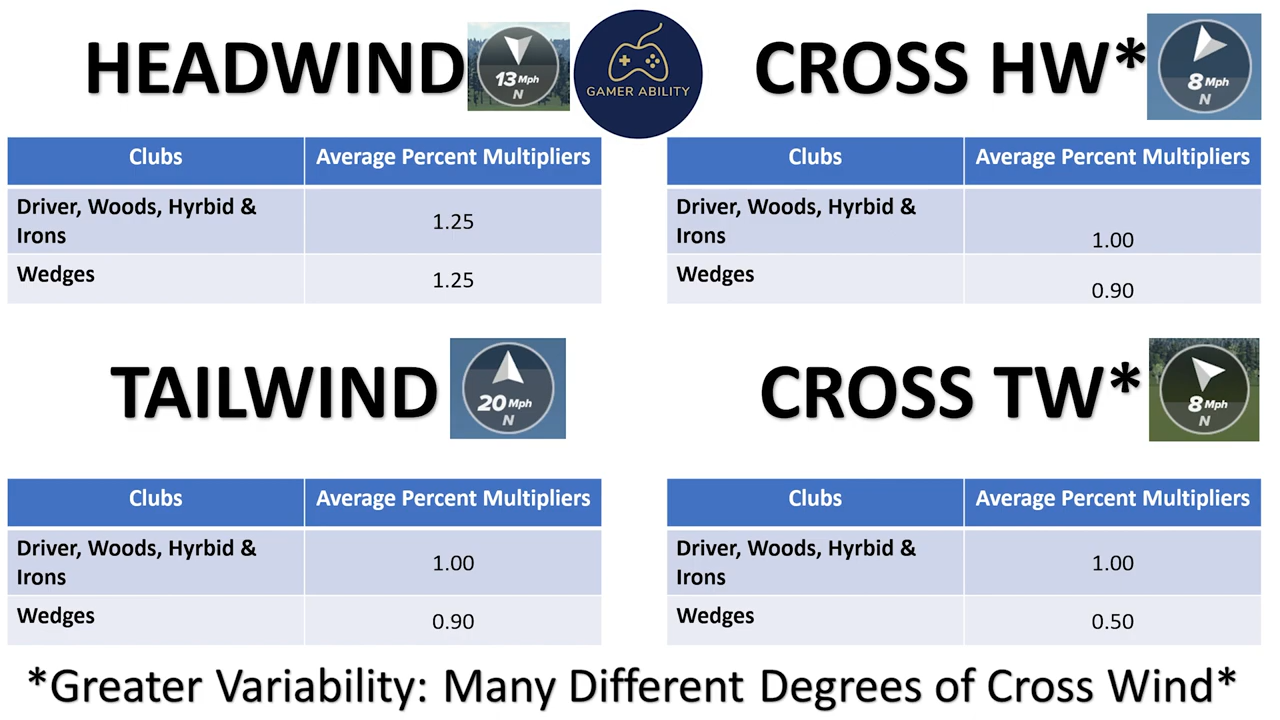 HEADWIND
13 Mph
N
GAMER ABILITY
CROSS HW*
8 Mph
N
Clubs Average Percent Multipliers
Driver, Woods, Hyrbid &
Irons 1.25
Wedges 1.25
Clubs Average Percent Multipliers
Driver, Woods, Hyrbid &
Irons 1.00
Wedges 0.90
TAILWIND
20 Mph
N
CROSS TW*
8 Mph
N
Clubs Average Percent Multipliers
Driver, Woods, Hyrbid &
Irons 1.00
Wedges 0.90
Clubs Average Percent Multipliers
Driver, Woods, Hyrbid &
Irons 1.00
Wedges 0.50
*Greater Variability: Many Different Degrees of Cross Wind*